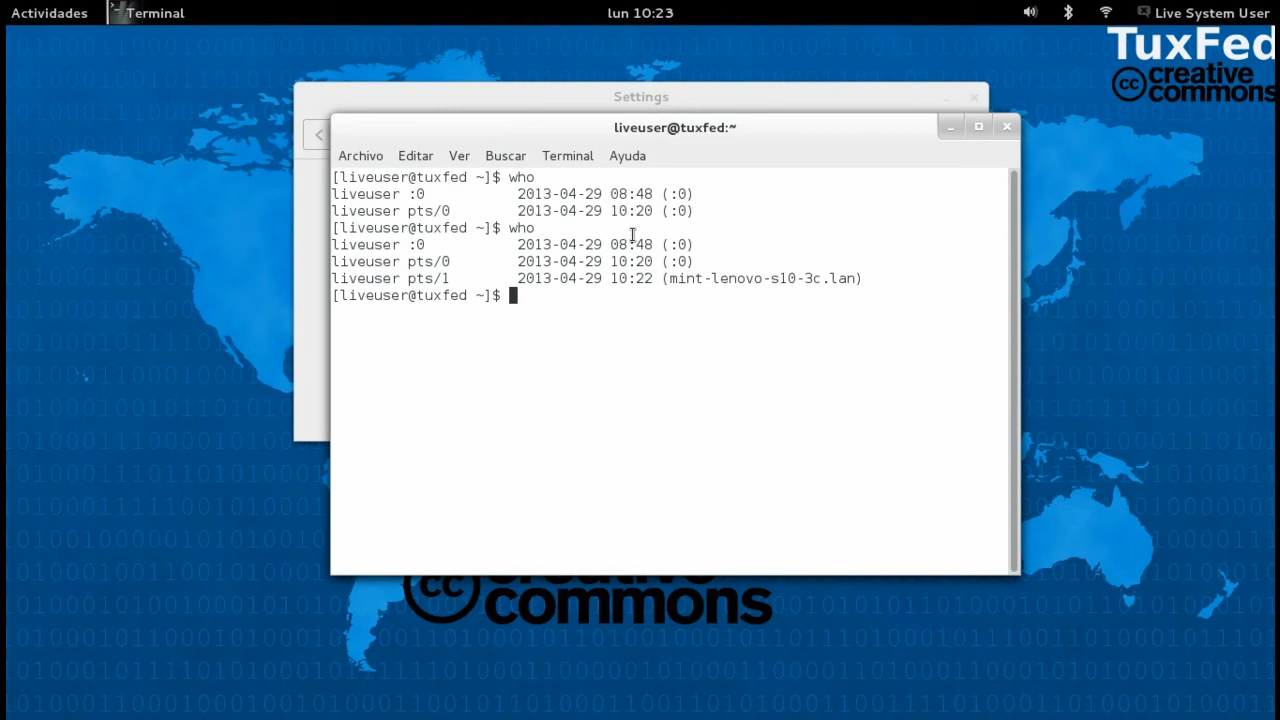 Actividades
Terminal
lun 10:23
Live System User
TuxFed
cc creative
commons
Settings
liveuser@tuxfed:~
Archivo Editar Ver Buscar Terminal Ayuda
[liveuser@tuxfed ~]$ who
liveuser :0 2013-04-29 08:48 (:0)
liveuser pts/0 2013-04-29 10:20 (:0)
[liveuser@tuxfed ~]$ who
liveuser :0 2013-04-29 08:48 (:0)
liveuser pts/0 2013-04-29 10:20 (:0)
liveuser pts/1 2013-04-29 10:22 (mint-lenovo-s10-3c.lan)
[liveuser@tuxfed ~]$
cc
commons